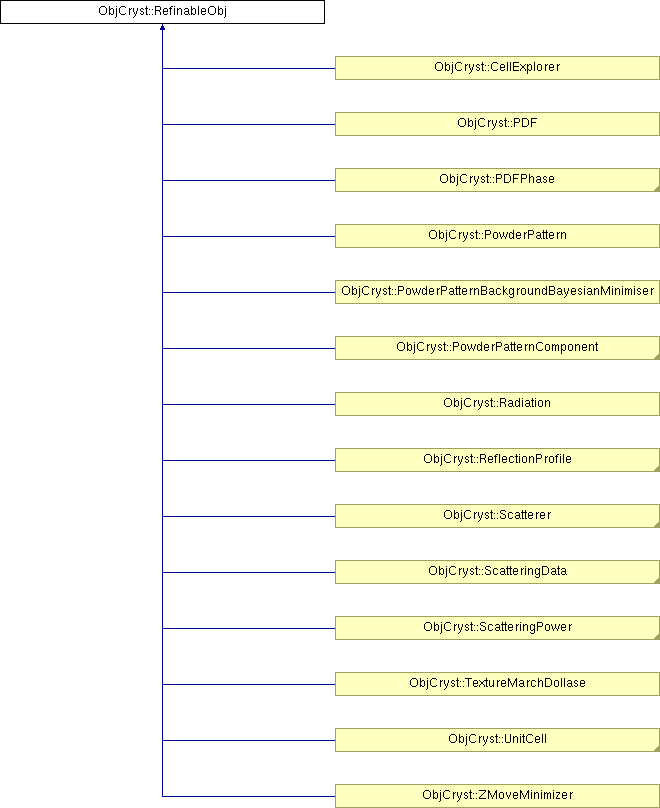 ObjCryst::RefinableObj
ObjCryst::CellExplorer
ObjCryst::PDF
ObjCryst::PDFPhase
ObjCryst::PowderPattern
ObjCryst::PowderPatternBackgroundBayesianMinimiser
ObjCryst::PowderPatternComponent
ObjCryst::Radiation
ObjCryst::ReflectionProfile
ObjCryst::Scatterer
ObjCryst::ScatteringData
ObjCryst::ScatteringPower
ObjCryst::TextureMarchDollase
ObjCryst::UnitCell
ObjCryst::ZMoveMinimizer